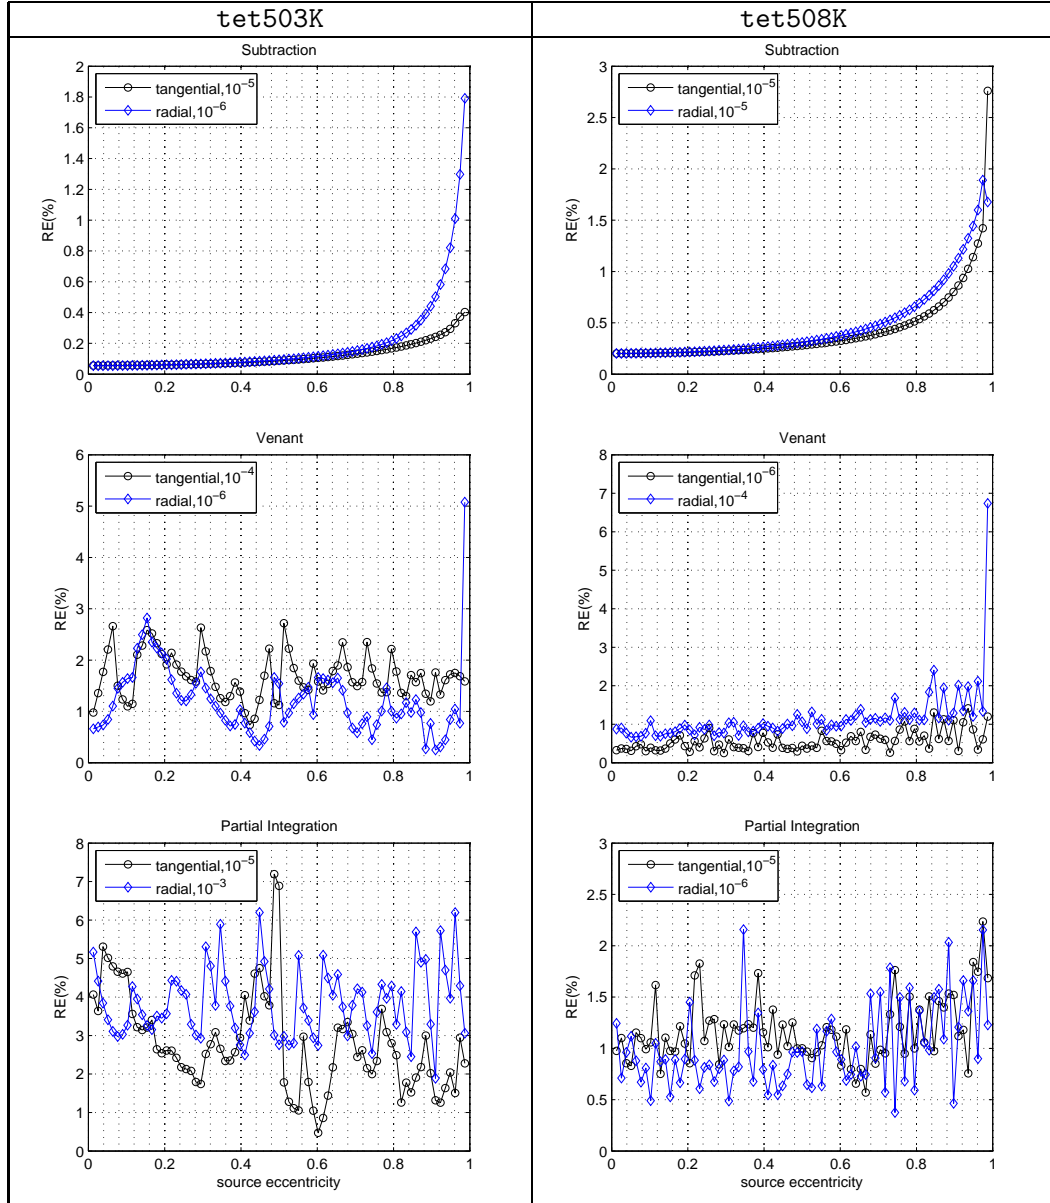 tet503K
tet508K
Subtraction
2
1.8
1.6
1.4
1.2
1
0.8
0.6
0.4
0.2
0
RE(%)
tangential,10⁻⁵
radial,10⁻⁶
0 0.2 0.4 0.6 0.8 1
Subtraction
3
2.5
2
1.5
1
0.5
0
RE(%)
tangential,10⁻⁵
radial,10⁻⁵
0 0.2 0.4 0.6 0.8 1
Venant
6
5
4
3
2
1
0
RE(%)
tangential,10⁻⁴
radial,10⁻⁶
0 0.2 0.4 0.6 0.8 1
Venant
8
7
6
5
4
3
2
1
0
RE(%)
tangential,10⁻⁶
radial,10⁻⁴
0 0.2 0.4 0.6 0.8 1
Partial Integration
8
7
6
5
4
3
2
1
0
RE(%)
tangential,10⁻⁵
radial,10⁻³
0 0.2 0.4 0.6 0.8 1
source eccentricity
Partial Integration
3
2.5
2
1.5
1
0.5
0
RE(%)
tangential,10⁻⁵
radial,10⁻⁶
0 0.2 0.4 0.6 0.8 1
source eccentricity